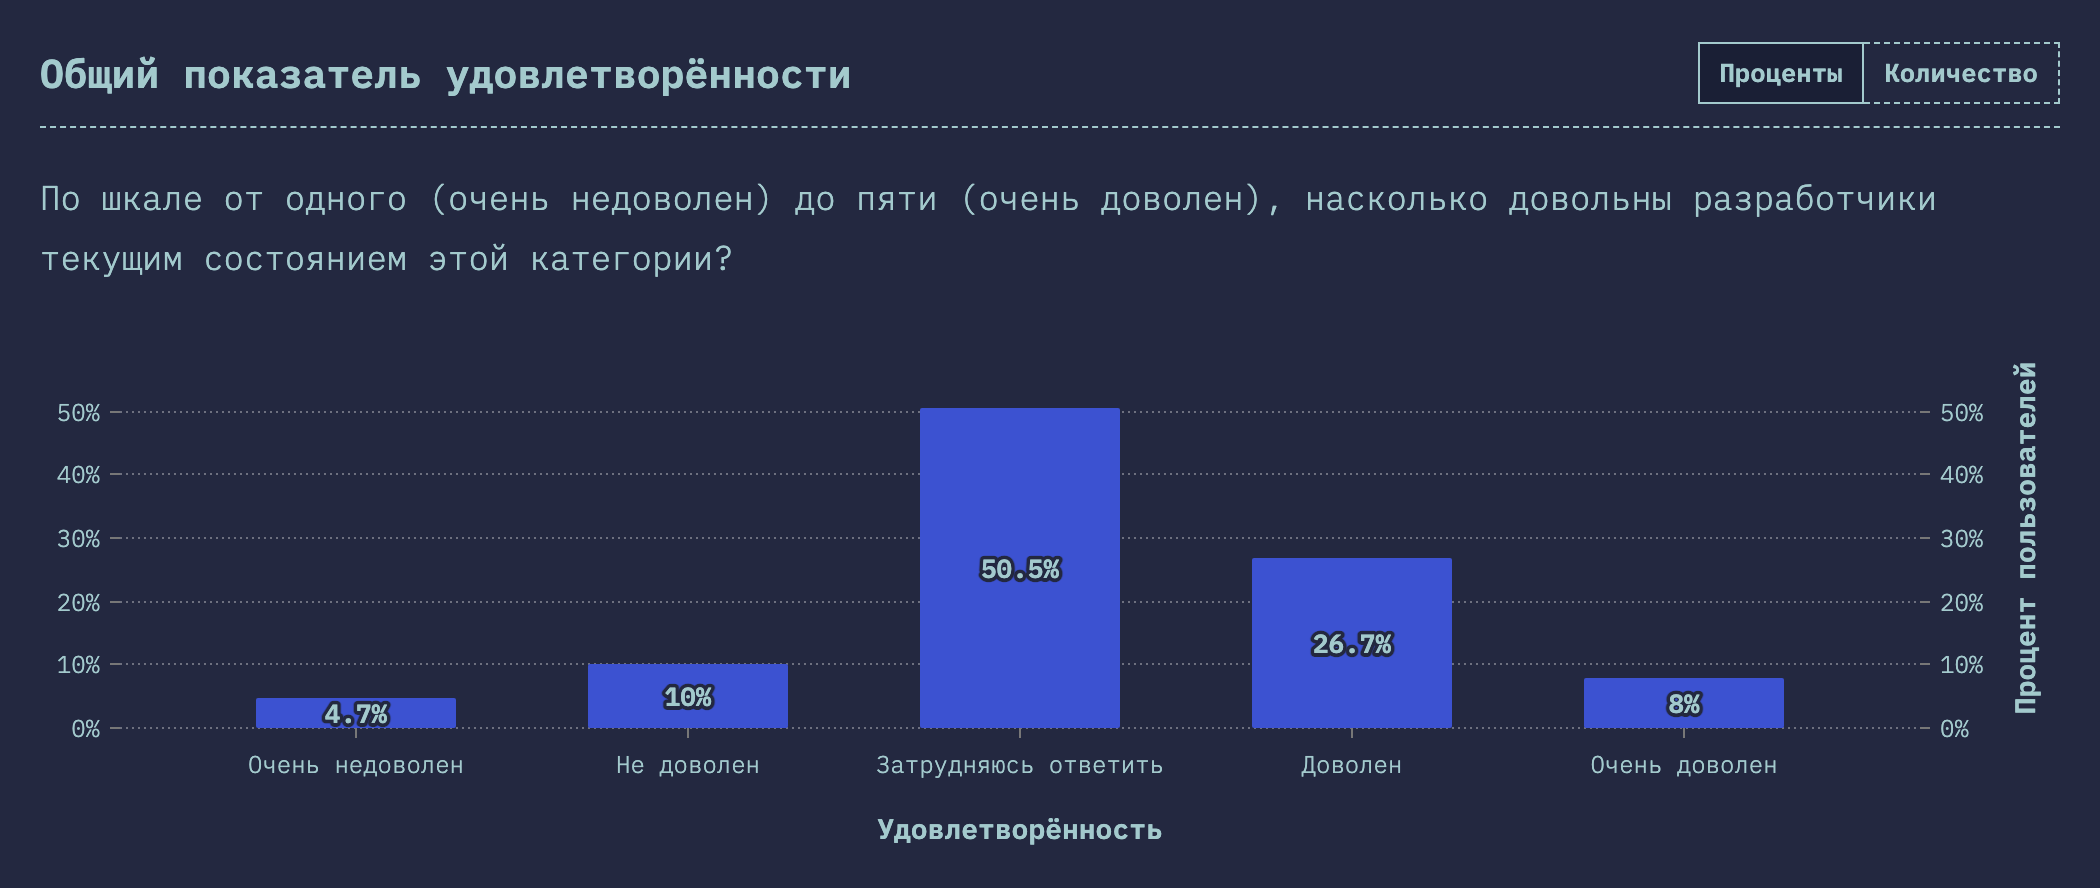 Общий показатель удовлетворённости
Проценты Количество
По шкале от одного (очень недоволен) до пяти (очень доволен), насколько довольны разработчики
текущим состоянием этой категории?
50% 50%
40% 40%
30% 30%
20% 20%
10% 10%
0% 0%
Процент пользователей
4.7% 10% 50.5% 26.7% 8%
Очень недоволен Не доволен Затрудняюсь ответить Доволен Очень доволен
Удовлетворённость